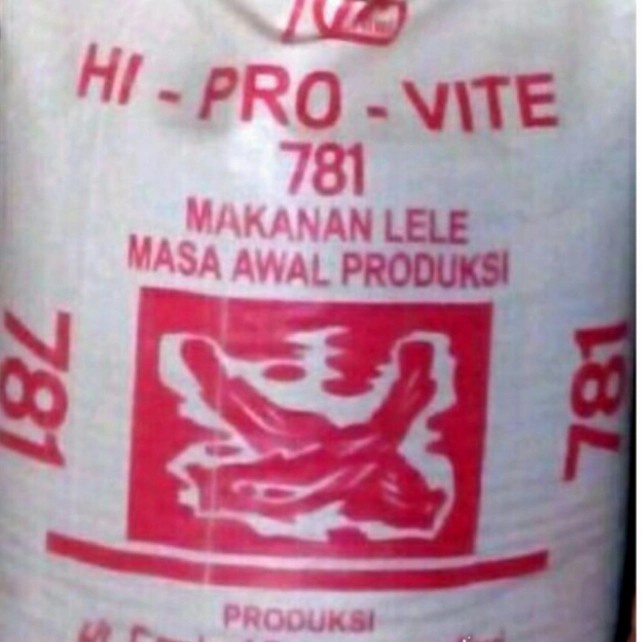 HI - PRO - VITE
781
MAKANAN LELE
MASA AWAL PRODUKSI
781
781
PRODUKSI